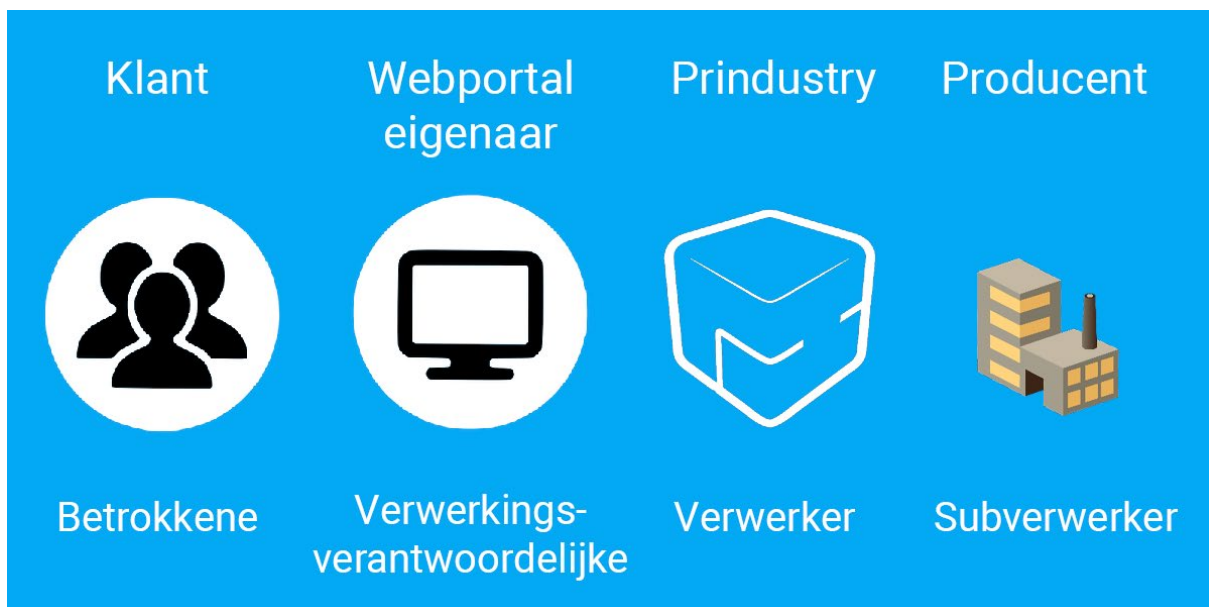 Klant
Webportal
eigenaar
Prindustry
Producent
Betrokkene
Verwerkings-
verantwoordelijke
Verwerker
Subverwerker